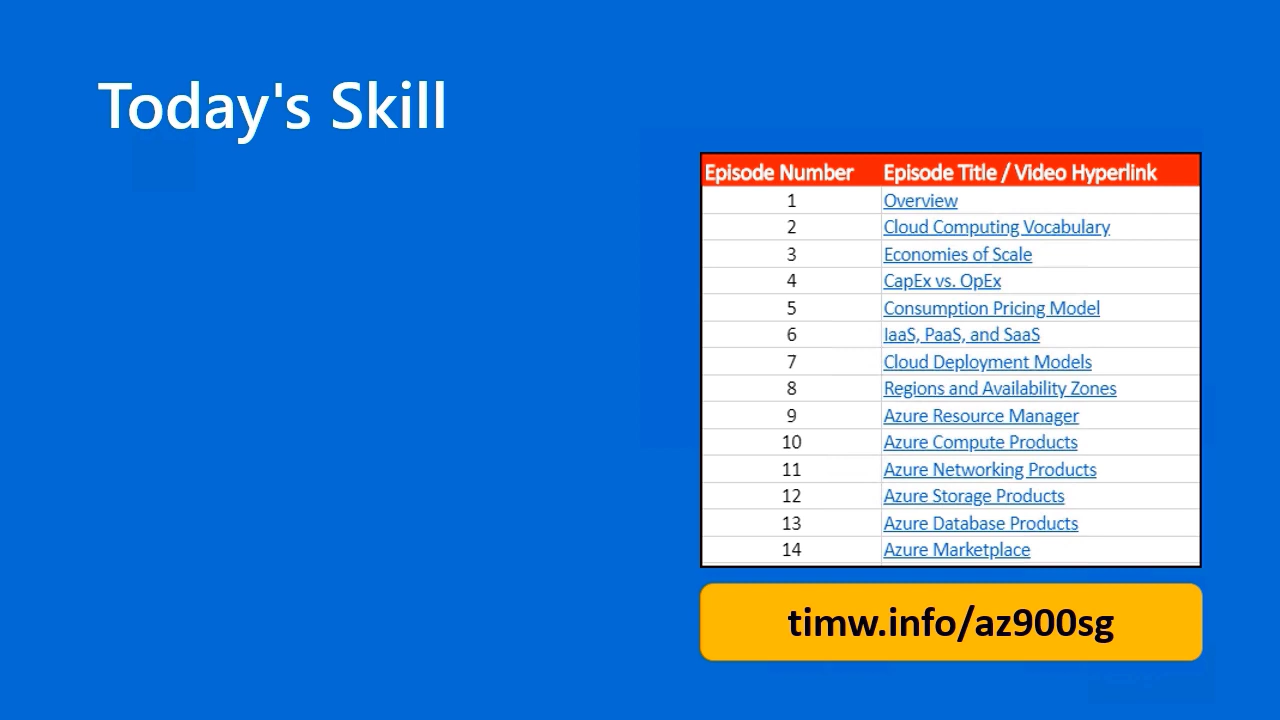 Today's Skill
Episode Number Episode Title / Video Hyperlink
1 Overview
2 Cloud Computing Vocabulary
3 Economies of Scale
4 CapEx vs. OpEx
5 Consumption Pricing Model
6 IaaS, PaaS, and SaaS
7 Cloud Deployment Models
8 Regions and Availability Zones
9 Azure Resource Manager
10 Azure Compute Products
11 Azure Networking Products
12 Azure Storage Products
13 Azure Database Products
14 Azure Marketplace
timw.info/az900sg